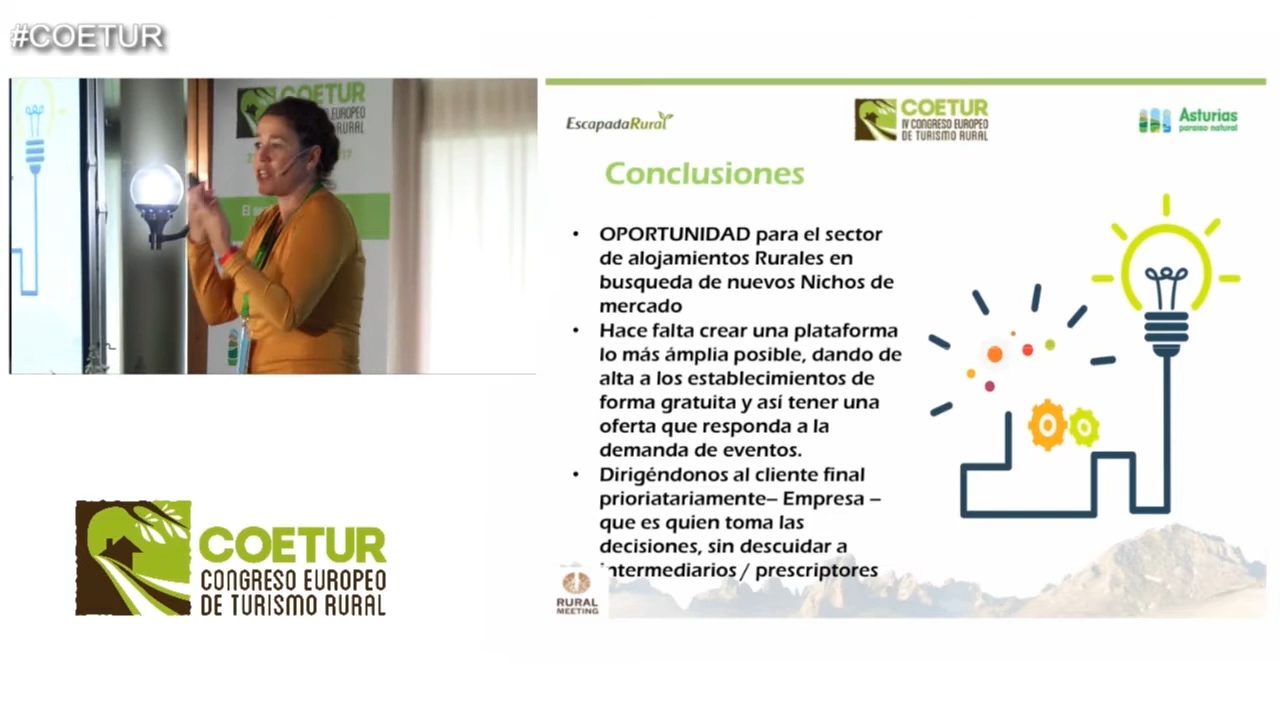 #COETUR
COETUR
EUROPEO
RURAL
El
EscapadaRural
COETUR
IV CONGRESO EUROPEO
DE TURISMO RURAL
Asturias
paraíso natural
Conclusiones
• OPORTUNIDAD para el sector
de alojamientos Rurales en
busqueda de nuevos Nichos de
mercado
• Hace falta crear una plataforma
lo más ámplia posible, dando de
alta a los establecimientos de
forma gratuita y así tener una
oferta que responda a la
demanda de eventos.
• Dirigéndonos al cliente final
prioriatariamente– Empresa –
que es quien toma las
decisiones, sin descuidar a
intermediarios / prescriptores
RURAL
MEETING
COETUR
CONGRESO EUROPEO
DE TURISMO RURAL